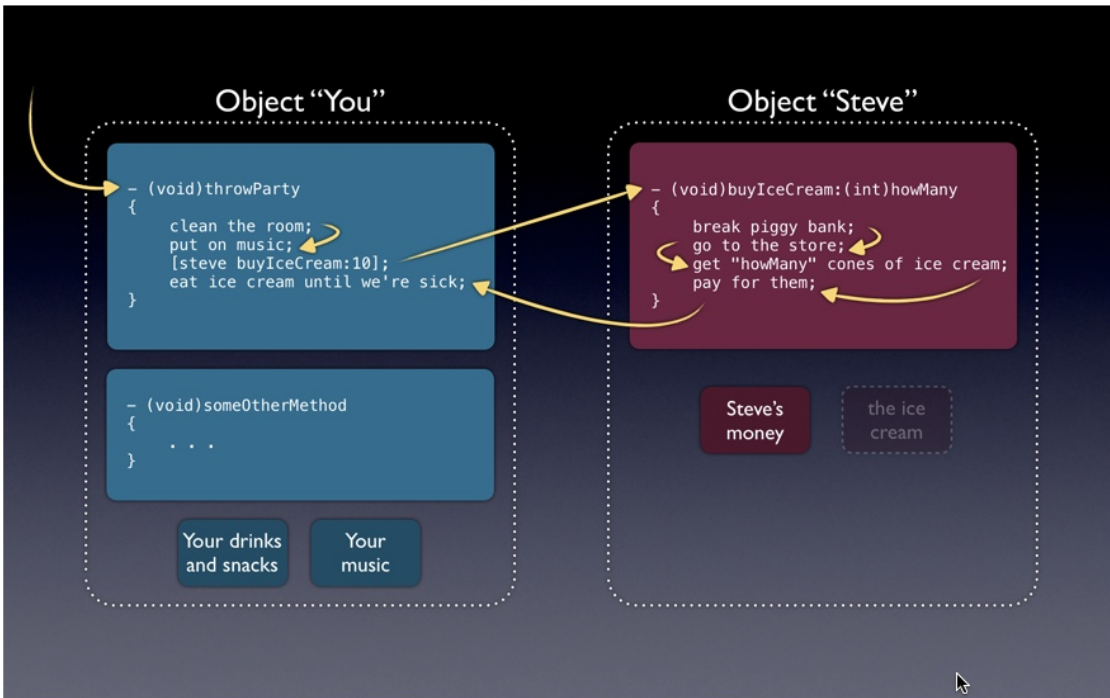 Object “You”
- (void)throwParty
{
clean the room;
put on music;
[steve buyIceCream:10];
eat ice cream until we're sick;
}
- (void)someOtherMethod
{
. . .
}
Your drinks
and snacks
Your
music
Object “Steve”
- (void)buyIceCream:(int)howMany
{
break piggy bank;
go to the store;
get "howMany" cones of ice cream;
pay for them;
}
Steve’s
money
the ice
cream